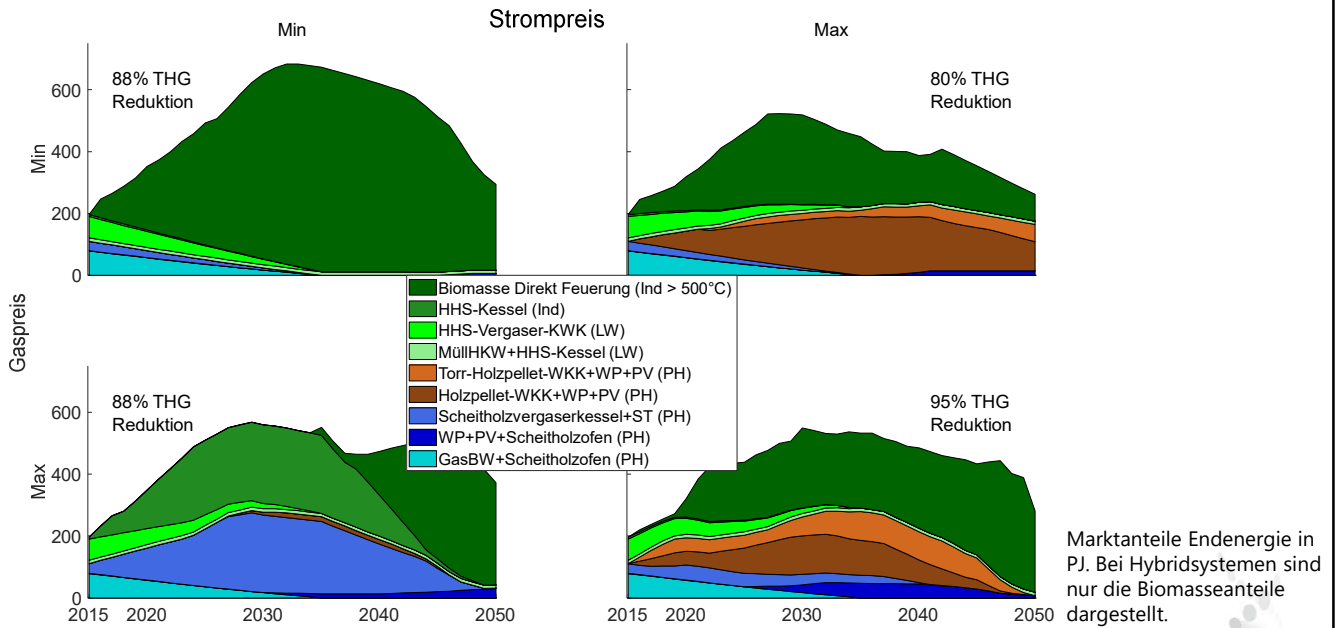 Strompreis
Min
Max
Gaspreis
Min
600
400
200
0
88% THG
Reduktion
80% THG
Reduktion
Biomasse Direkt Feuerung (Ind > 500°C)
HHS-Kessel (Ind)
HHS-Vergaser-KWK (LW)
MüllHKW+HHS-Kessel (LW)
Torr-Holzpellet-WKK+WP+PV (PH)
Holzpellet-WKK+WP+PV (PH)
Scheitholzvergaserkessel+ST (PH)
WP+PV+Scheitholzofen (PH)
GasBW+Scheitholzofen (PH)
Max
600
400
200
0
88% THG
Reduktion
95% THG
Reduktion
2015 2020 2030 2040 2050
2015 2020 2030 2040 2050
Marktanteile Endenergie in
PJ. Bei Hybridsystemen sind
nur die Biomasseanteile
dargestellt.